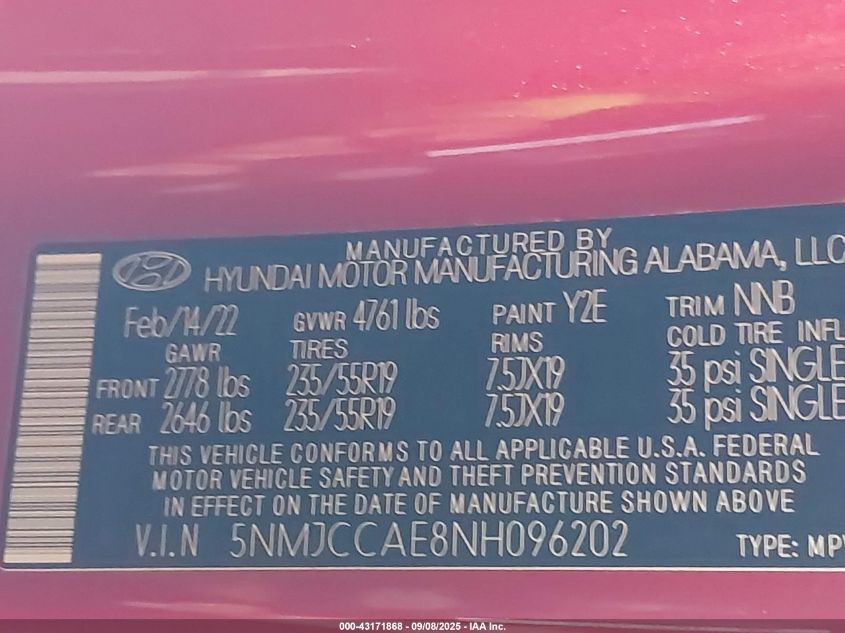 MANUFACTURED BY
HYUNDAI MOTOR MANUFACTURING ALABAMA, LLC
Feb/14/22 GVWR 4761 lbs PAINT Y2E TRIM NNB
GAWR TIRES RIMS COLD TIRE INFL
FRONT 2778 lbs 235/55R19 7.5JX19 35 psi SINGLE
REAR 2646 lbs 235/55R19 7.5JX19 35 psi SINGLE
THIS VEHICLE CONFORMS TO ALL APPLICABLE U.S.A. FEDERAL
MOTOR VEHICLE SAFETY AND THEFT PREVENTION STANDARDS
IN EFFECT ON THE DATE OF MANUFACTURE SHOWN ABOVE
V.I.N 5NMJCCAE8NH096202 TYPE: MPV
000-43171868 - 09/08/2025 - IAA Inc.